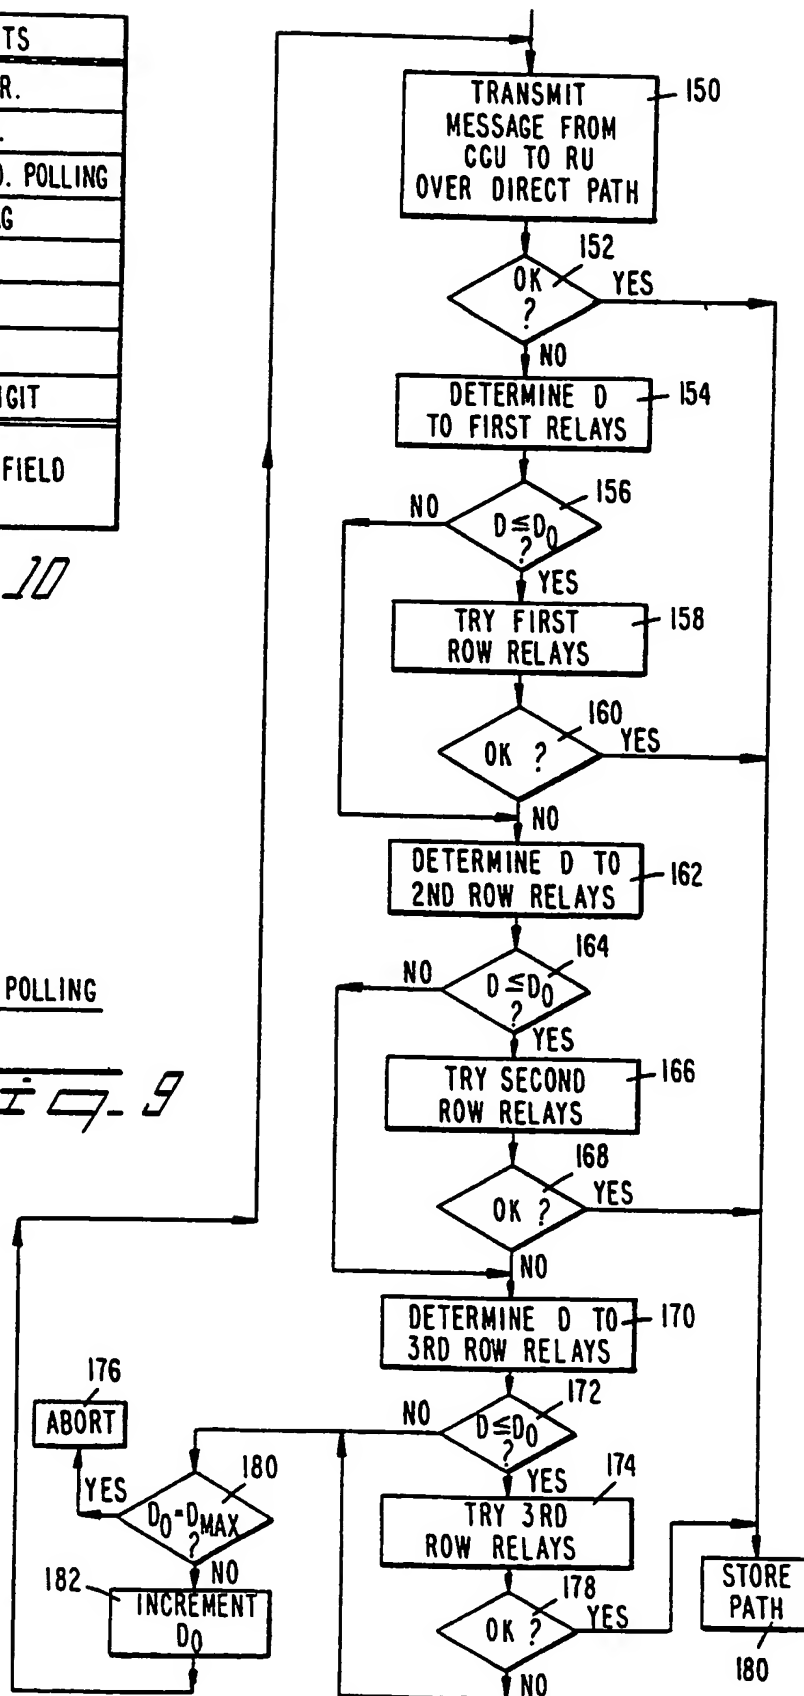 TS
R.
.
D. POLLING
G
GIT
FIELD
10
POLLING
Fig. 9
TRANSMIT
MESSAGE FROM
CCU TO RU
OVER DIRECT PATH
150
OK
?
152
YES
NO
DETERMINE D
TO FIRST RELAYS
154
D≤D0
?
156
NO
YES
TRY FIRST
ROW RELAYS
158
OK ?
160
YES
NO
DETERMINE D TO
2ND ROW RELAYS
162
D≤D0
?
164
NO
YES
TRY SECOND
ROW RELAYS
166
OK ?
168
YES
NO
DETERMINE D TO
3RD ROW RELAYS
170
D≤D0
?
172
NO
YES
176
ABORT
YES
D0=DMAX
?
180
NO
182
INCREMENT
D0
TRY 3RD
ROW RELAYS
174
OK ?
178
YES
NO
STORE
PATH
180